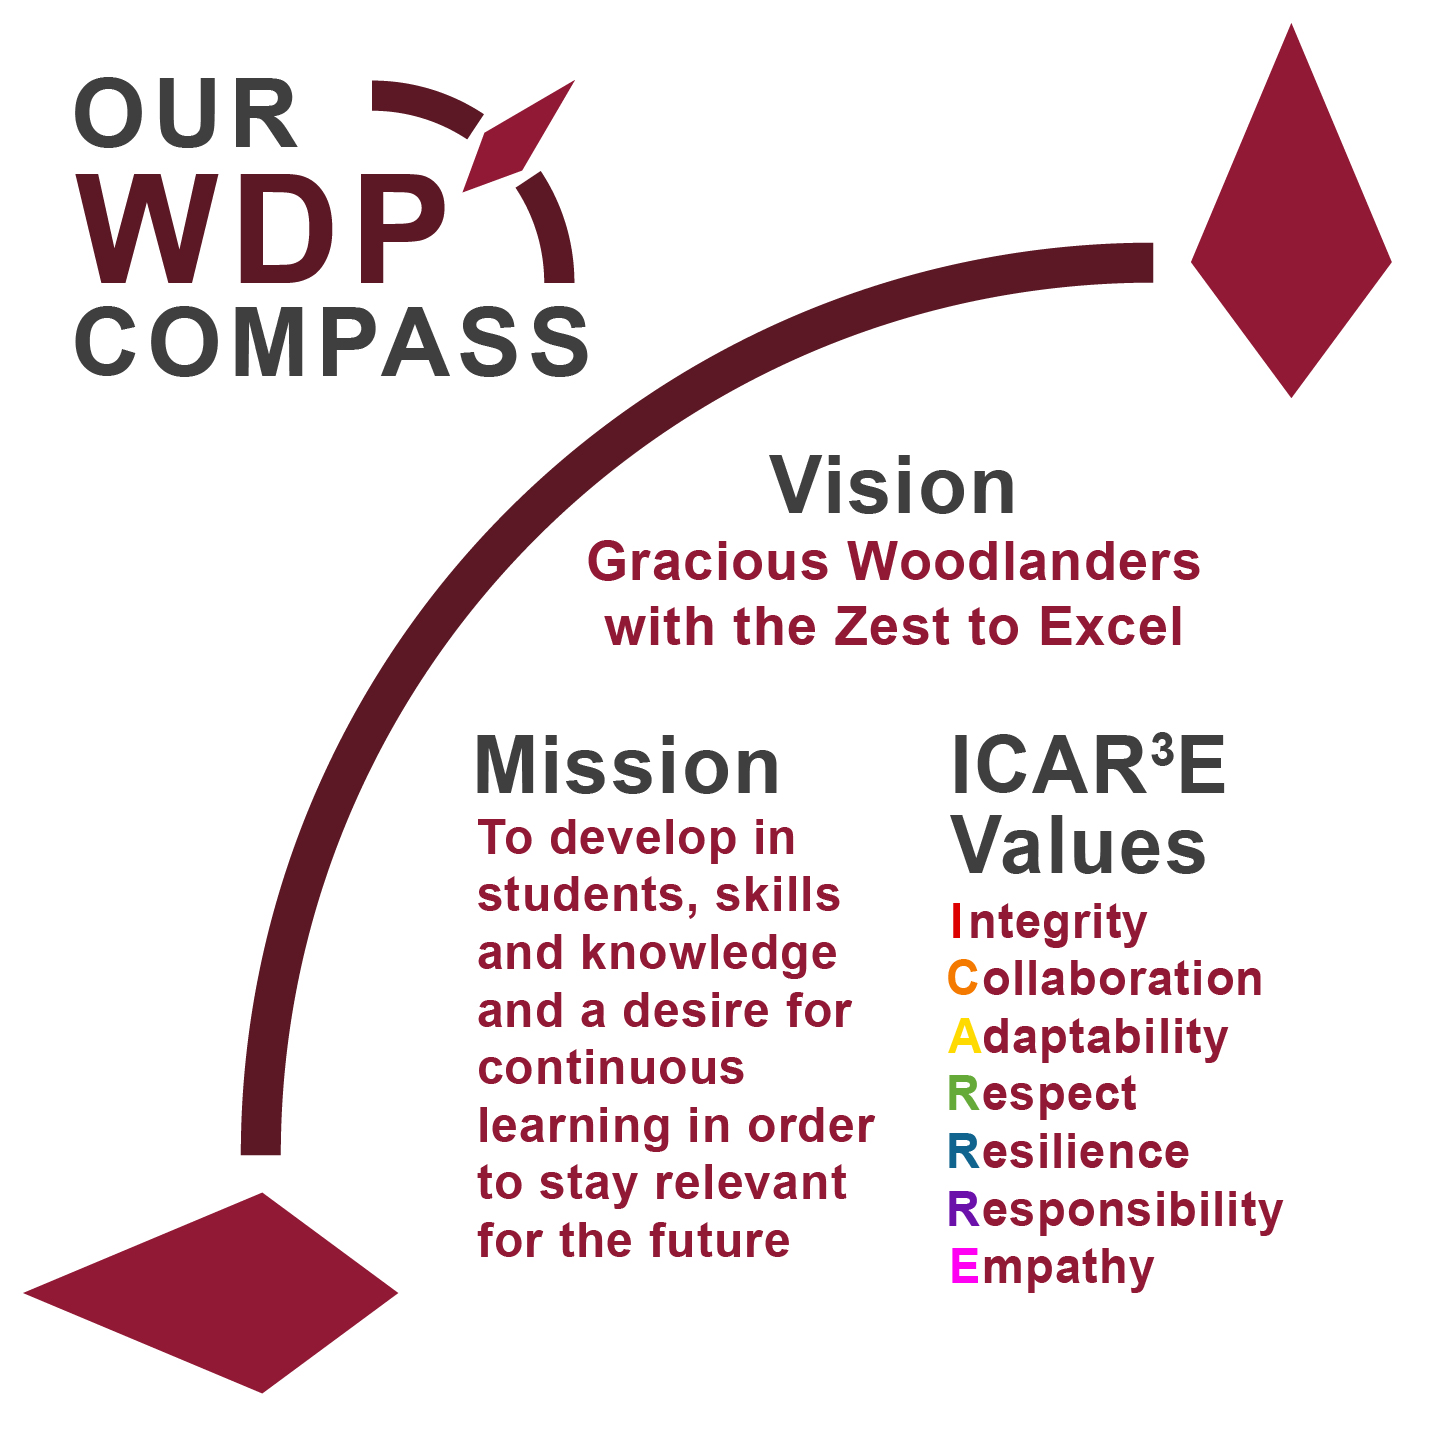 OUR
WDP
COMPASS
Vision
Gracious Woodlanders
with the Zest to Excel
Mission
To develop in
students, skills
and knowledge
and a desire for
continuous
learning in order
to stay relevant
for the future
ICAR³E
Values
Integrity
Collaboration
Adaptability
Respect
Resilience
Responsibility
Empathy